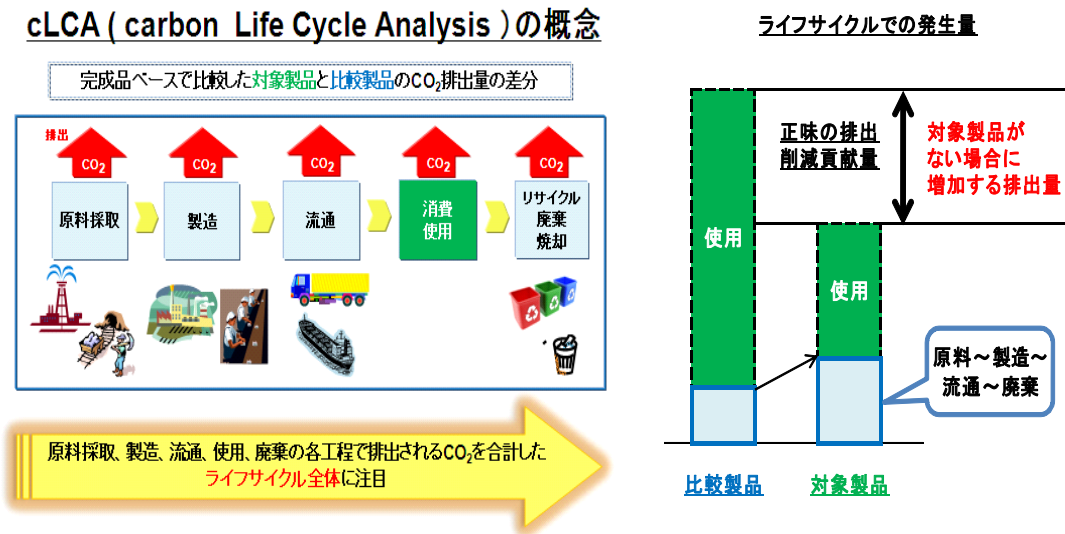 cLCA ( carbon Life Cycle Analysis )の概念
完成品ベースで比較した対象製品と比較製品のCO₂排出量の差分
排出
CO₂
CO₂
CO₂
CO₂
CO₂
原料採取
製造
流通
消費
使用
リサイクル
廃棄
焼却
原料採取、製造、流通、使用、廃棄の各工程で排出されるCO₂を合計した
ライフサイクル全体に注目
ライフサイクルでの発生量
正味の排出
削減貢献量
対象製品が
ない場合に
増加する排出量
使用
使用
原料～製造～
流通～廃棄
比較製品
対象製品